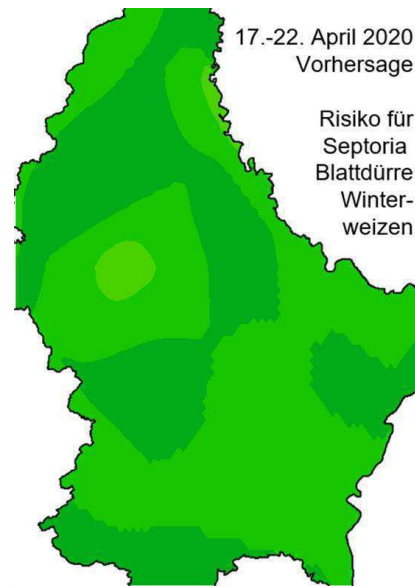 17.-22. April 2020
Vorhersage
Risiko für
Septoria
Blattdürre
Winter-
weizen